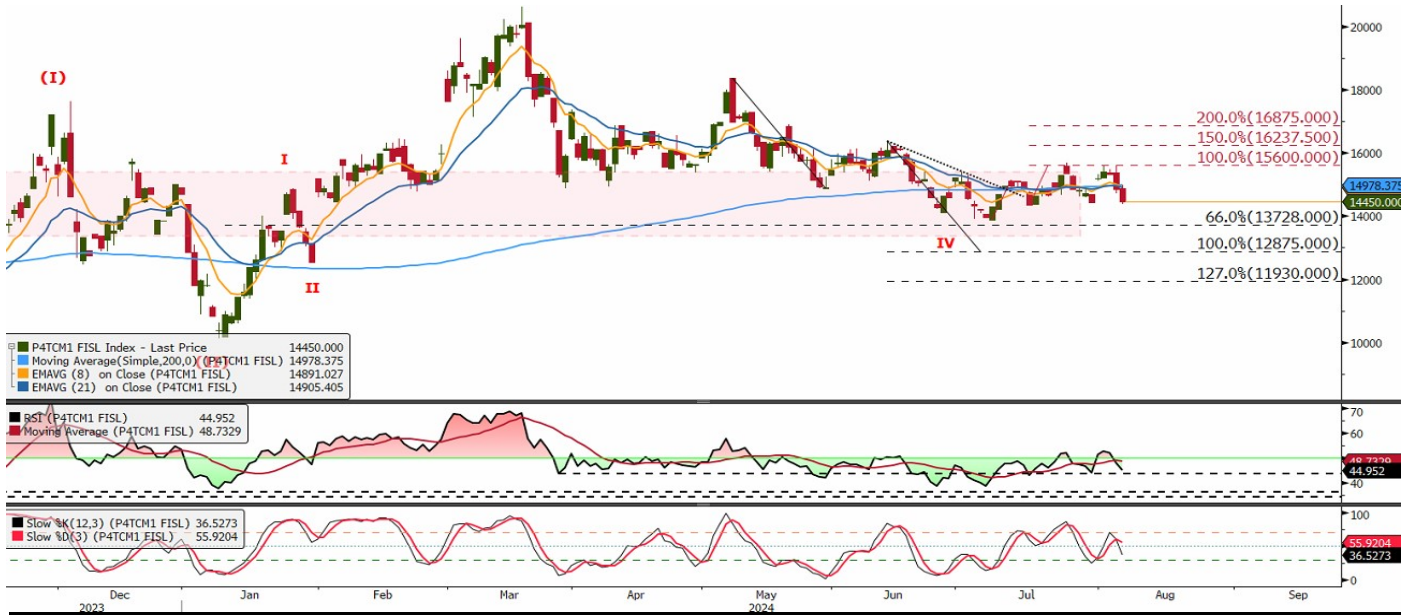 20000
(I)
18000
200.0%(16875.000)
150.0%(16237.500)
16000
I
100.0%(15600.000)
14978.375
14450.000
14000
66.0%(13728.000)
IV
100.0%(12875.000)
II
127.0%(11930.000)
12000
10000
P4TCM1 FISL Index - Last Price 14450.000
Moving Average(Simple,200,0) (P4TCM1 FISL) 14978.375
(II)
EMAVG (8) on Close (P4TCM1 FISL) 14891.027
EMAVG (21) on Close (P4TCM1 FISL) 14905.405
RSI (P4TCM1 FISL) 44.952
Moving Average (P4TCM1 FISL) 48.7329
70
60
48.7329
44.952
40
Slow %K(12,3) (P4TCM1 FISL) 36.5273
Slow %D(3) (P4TCM1 FISL) 55.9204
100
55.9204
36.5273
0
Dec Jan Feb Mar Apr May Jun Jul Aug Sep
2023 2024